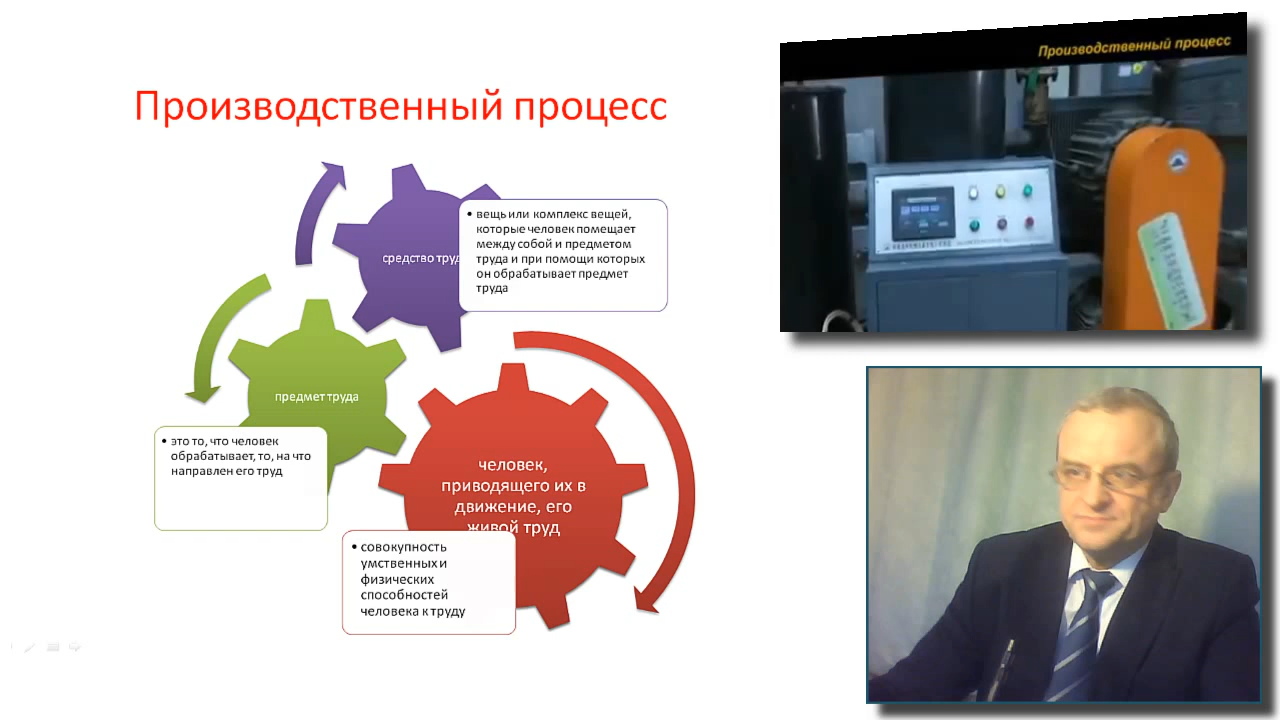 Производственный процесс
Производственный процесс
средство труд
• вещь или комплекс вещей,
которые человек помещает
между собой и предметом
труда и при помощи которых
он обрабатывает предмет
труда
предмет труда
• это то, что человек
обрабатывает, то, на что
направлен его труд
человек,
приводящего их в
движение, его
живой труд
• совокупность
умственных и
физических
способностей
человека к труду